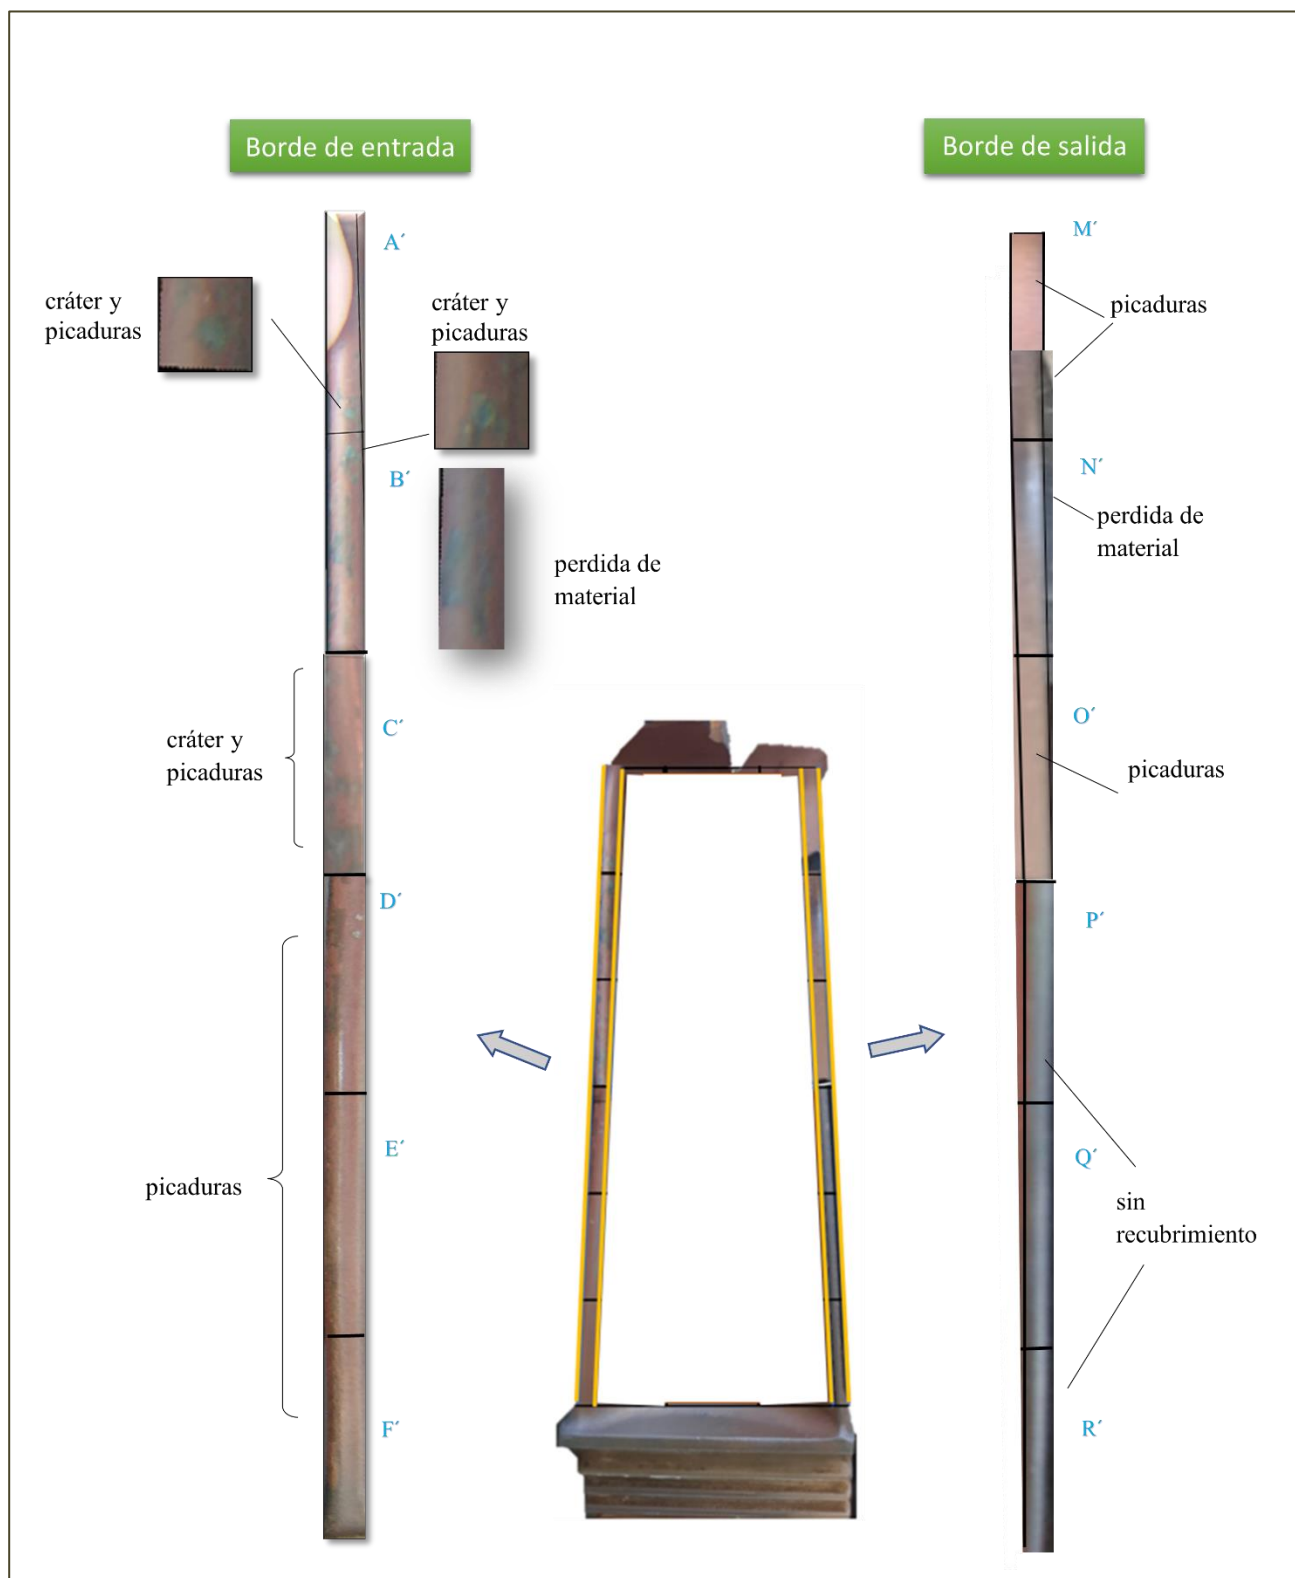 Borde de entrada
Borde de salida
A´
M´
cráter y
picaduras
cráter y
picaduras
picaduras
B´
N´
perdida de
material
perdida de
material
C´
O´
cráter y
picaduras
picaduras
D´
P´
E´
Q´
picaduras
sin
recubrimiento
F´
R´